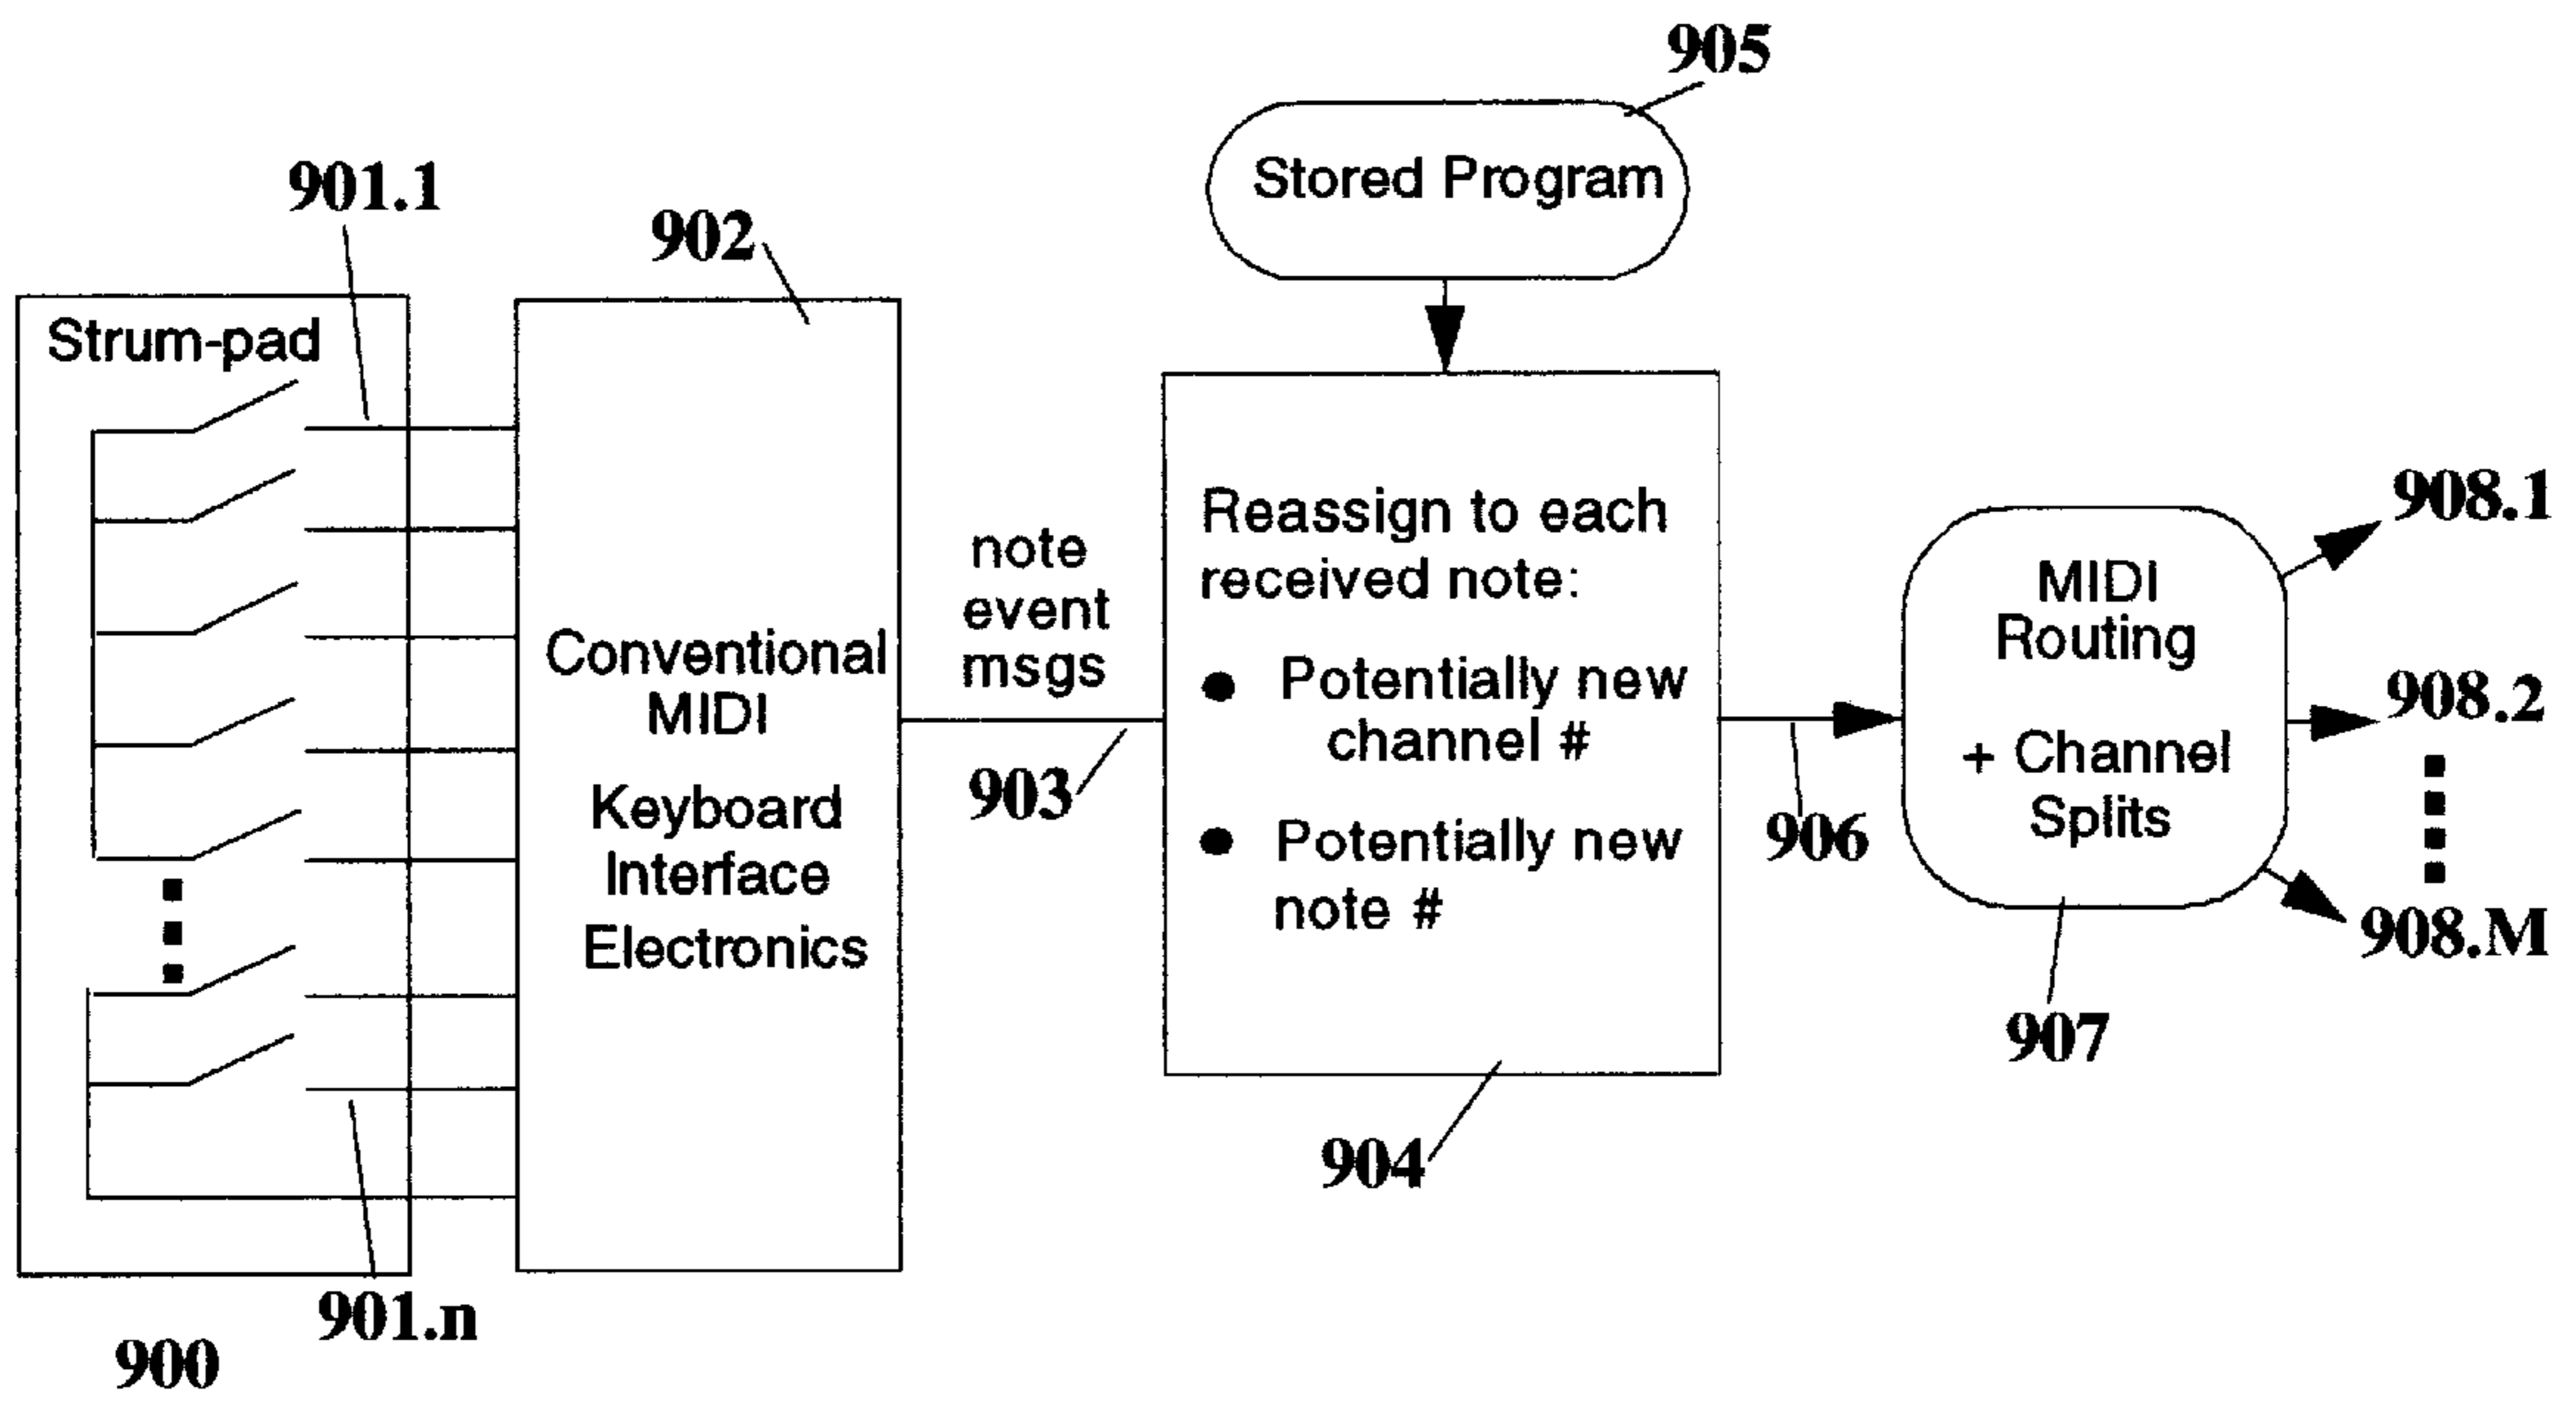 905
Stored Program
901.1
902
Strum-pad
Conventional
MIDI
Keyboard
Interface
Electronics
note
event
msgs
903
Reassign to each
received note:
● Potentially new
channel #
● Potentially new
note #
904
906
MIDI
Routing
+ Channel
Splits
907
908.1
908.2
908.M
901.n
900